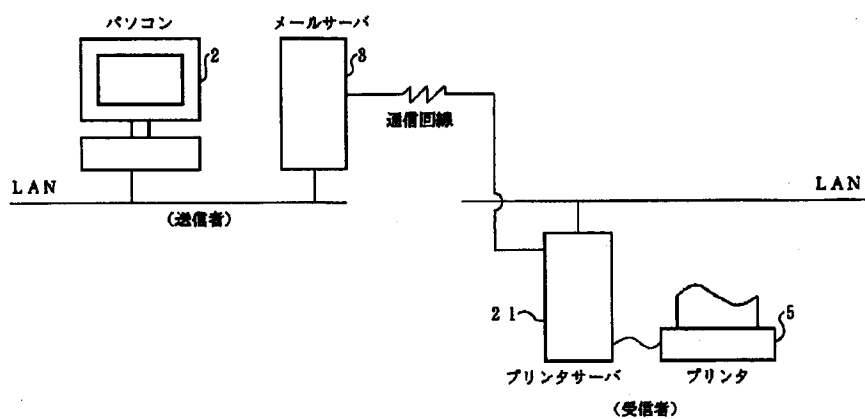 パソコン
メールサーバ
2
3
通信回線
LAN
LAN
(送信者)
21
5
プリンタサーバ
プリンタ
(受信者)